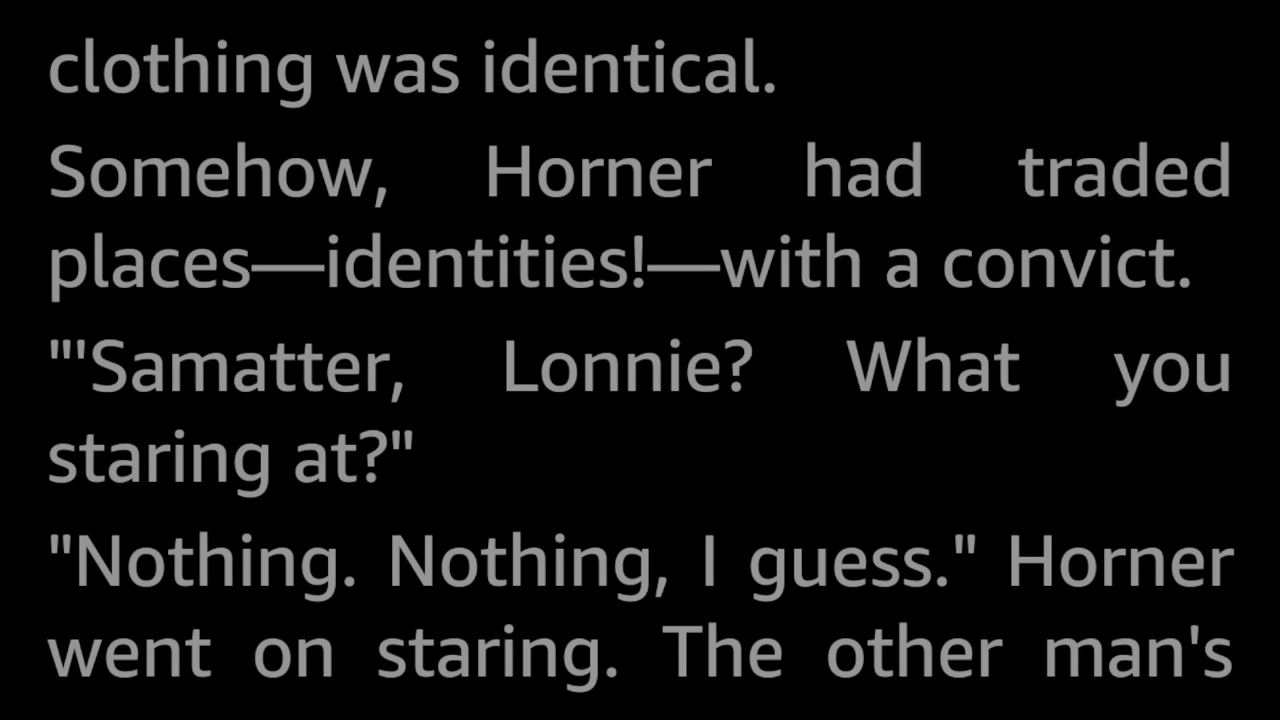 clothing was identical.
Somehow, Horner had traded
places—identities!—with a convict.
"'Samatter, Lonnie? What you
staring at?"
"Nothing. Nothing, I guess." Horner
went on staring. The other man's